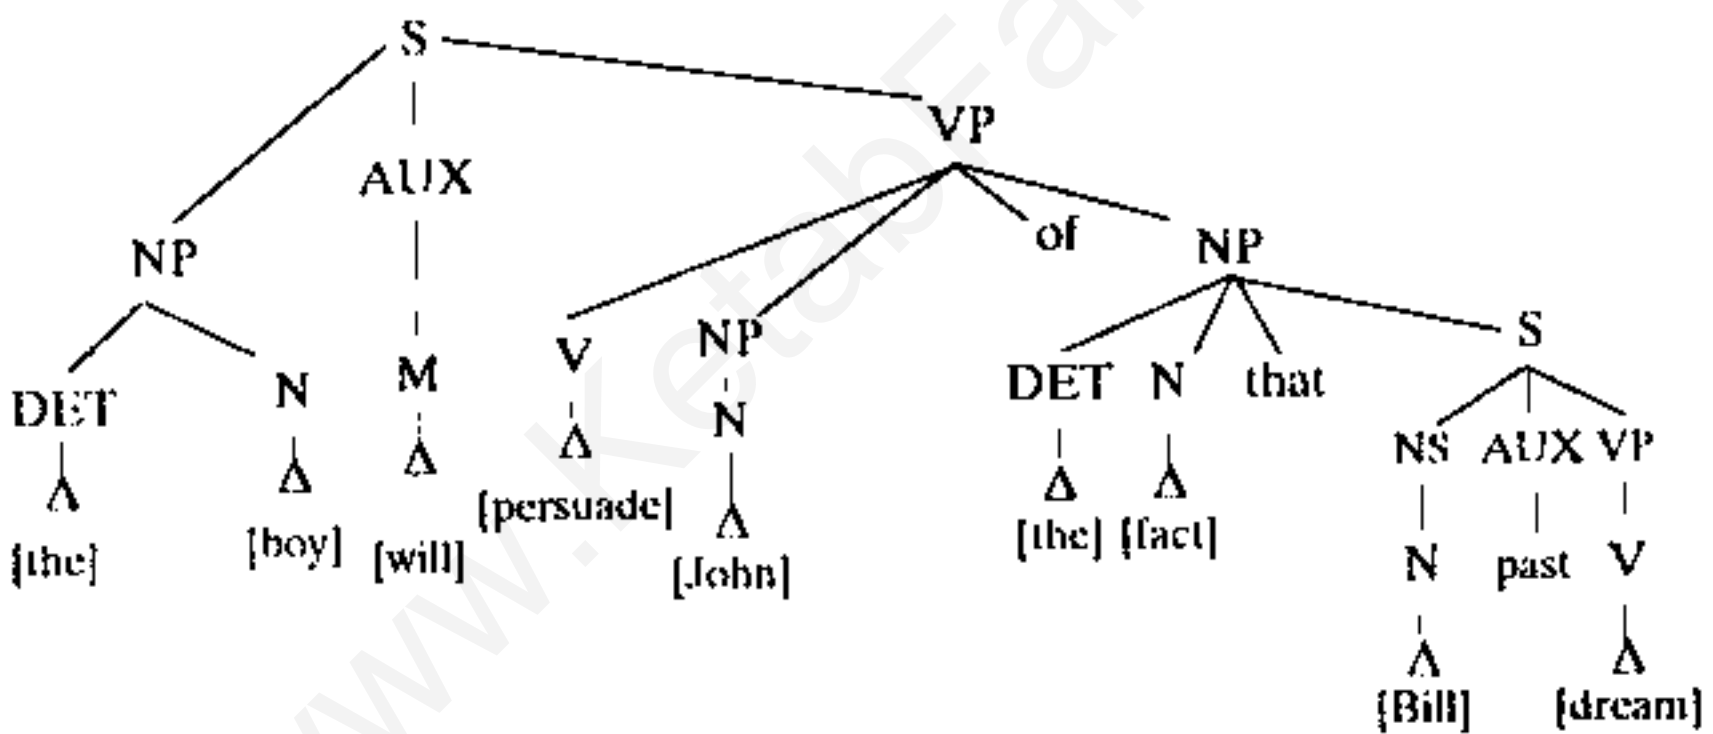 S
VP
AUX
of
NP
NP
S
NP
V
M
DET
N
that
N
DET
N
NS
AUX
VP
Δ
Δ
Δ
Δ
Δ
Δ
[persuade]
Δ
Δ
[the]
[fact]
[the]
[boy]
[will]
[John]
N
past
V
Δ
Δ
[Bill]
[dream]